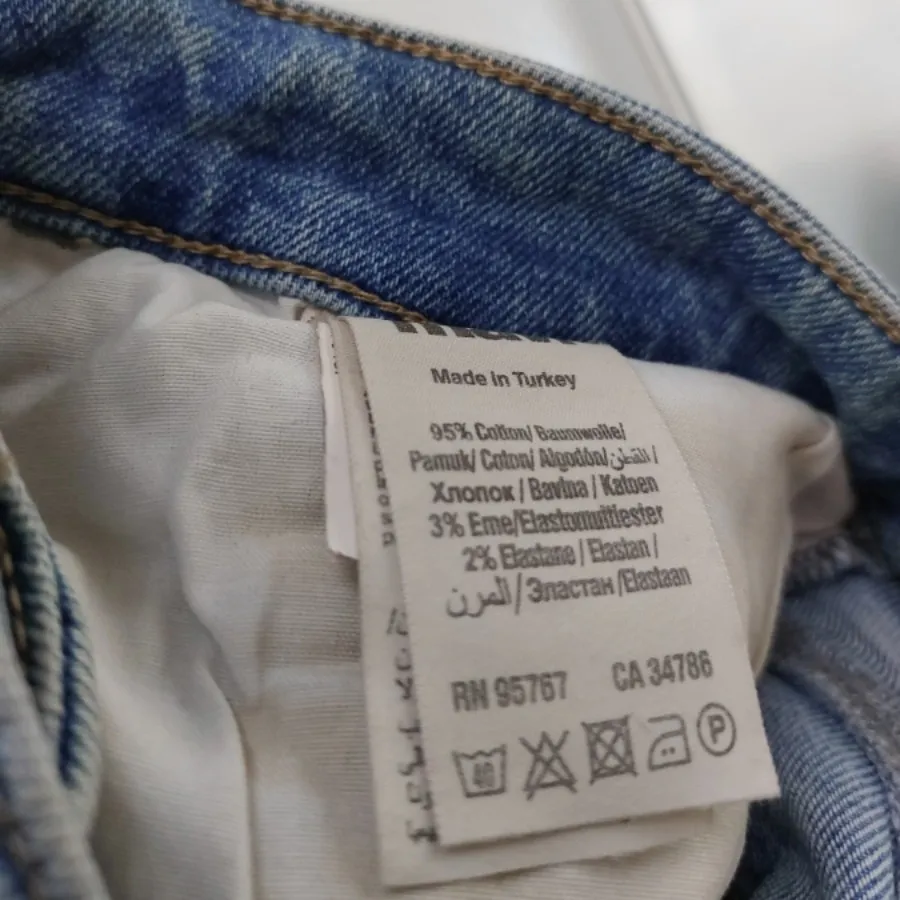 Made in Turkey
95% Cotton/ Baumwolle/
Pamuk/ Coton/ Algodón/ القطن /
Хлопок / Bavlna / Katoen
3% Eme/Elastomultiester
2% Elastane / Elastan /
المرن / Эластан /Elastaan
RN 95767 CA 34786
40 P